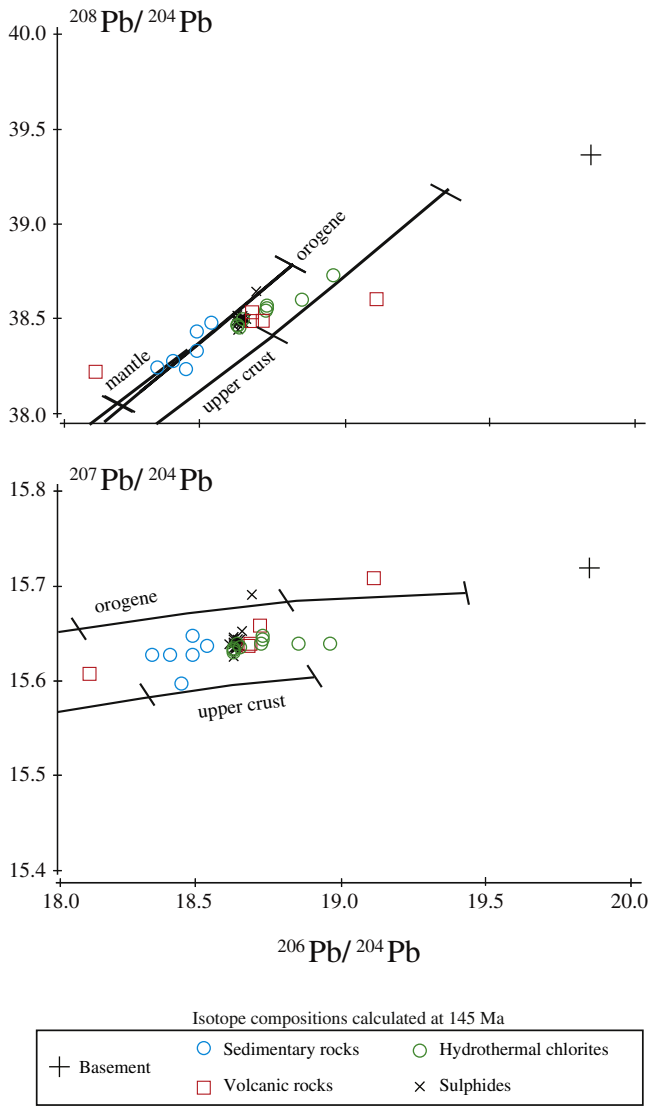 ²⁰⁸Pb/ ²⁰⁴Pb
40.0
39.5
39.0
38.5
38.0
orogene
mantle
upper crust
²⁰⁷Pb/ ²⁰⁴Pb
15.8
15.7
15.6
15.5
15.4
orogene
upper crust
18.0 18.5 19.0 19.5 20.0
²⁰⁶Pb/ ²⁰⁴Pb
Isotope compositions calculated at 145 Ma
Basement
Sedimentary rocks
Hydrothermal chlorites
Volcanic rocks
Sulphides